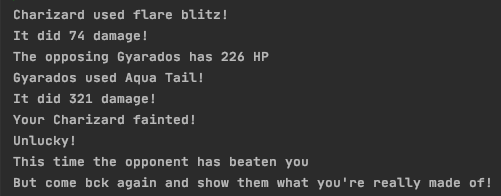 Charizard used flare blitz!
It did 74 damage!
The opposing Gyarados has 226 HP
Gyarados used Aqua Tail!
It did 321 damage!
Your Charizard fainted!
Unlucky!
This time the opponent has beaten you
But come bck again and show them what you're really made of!